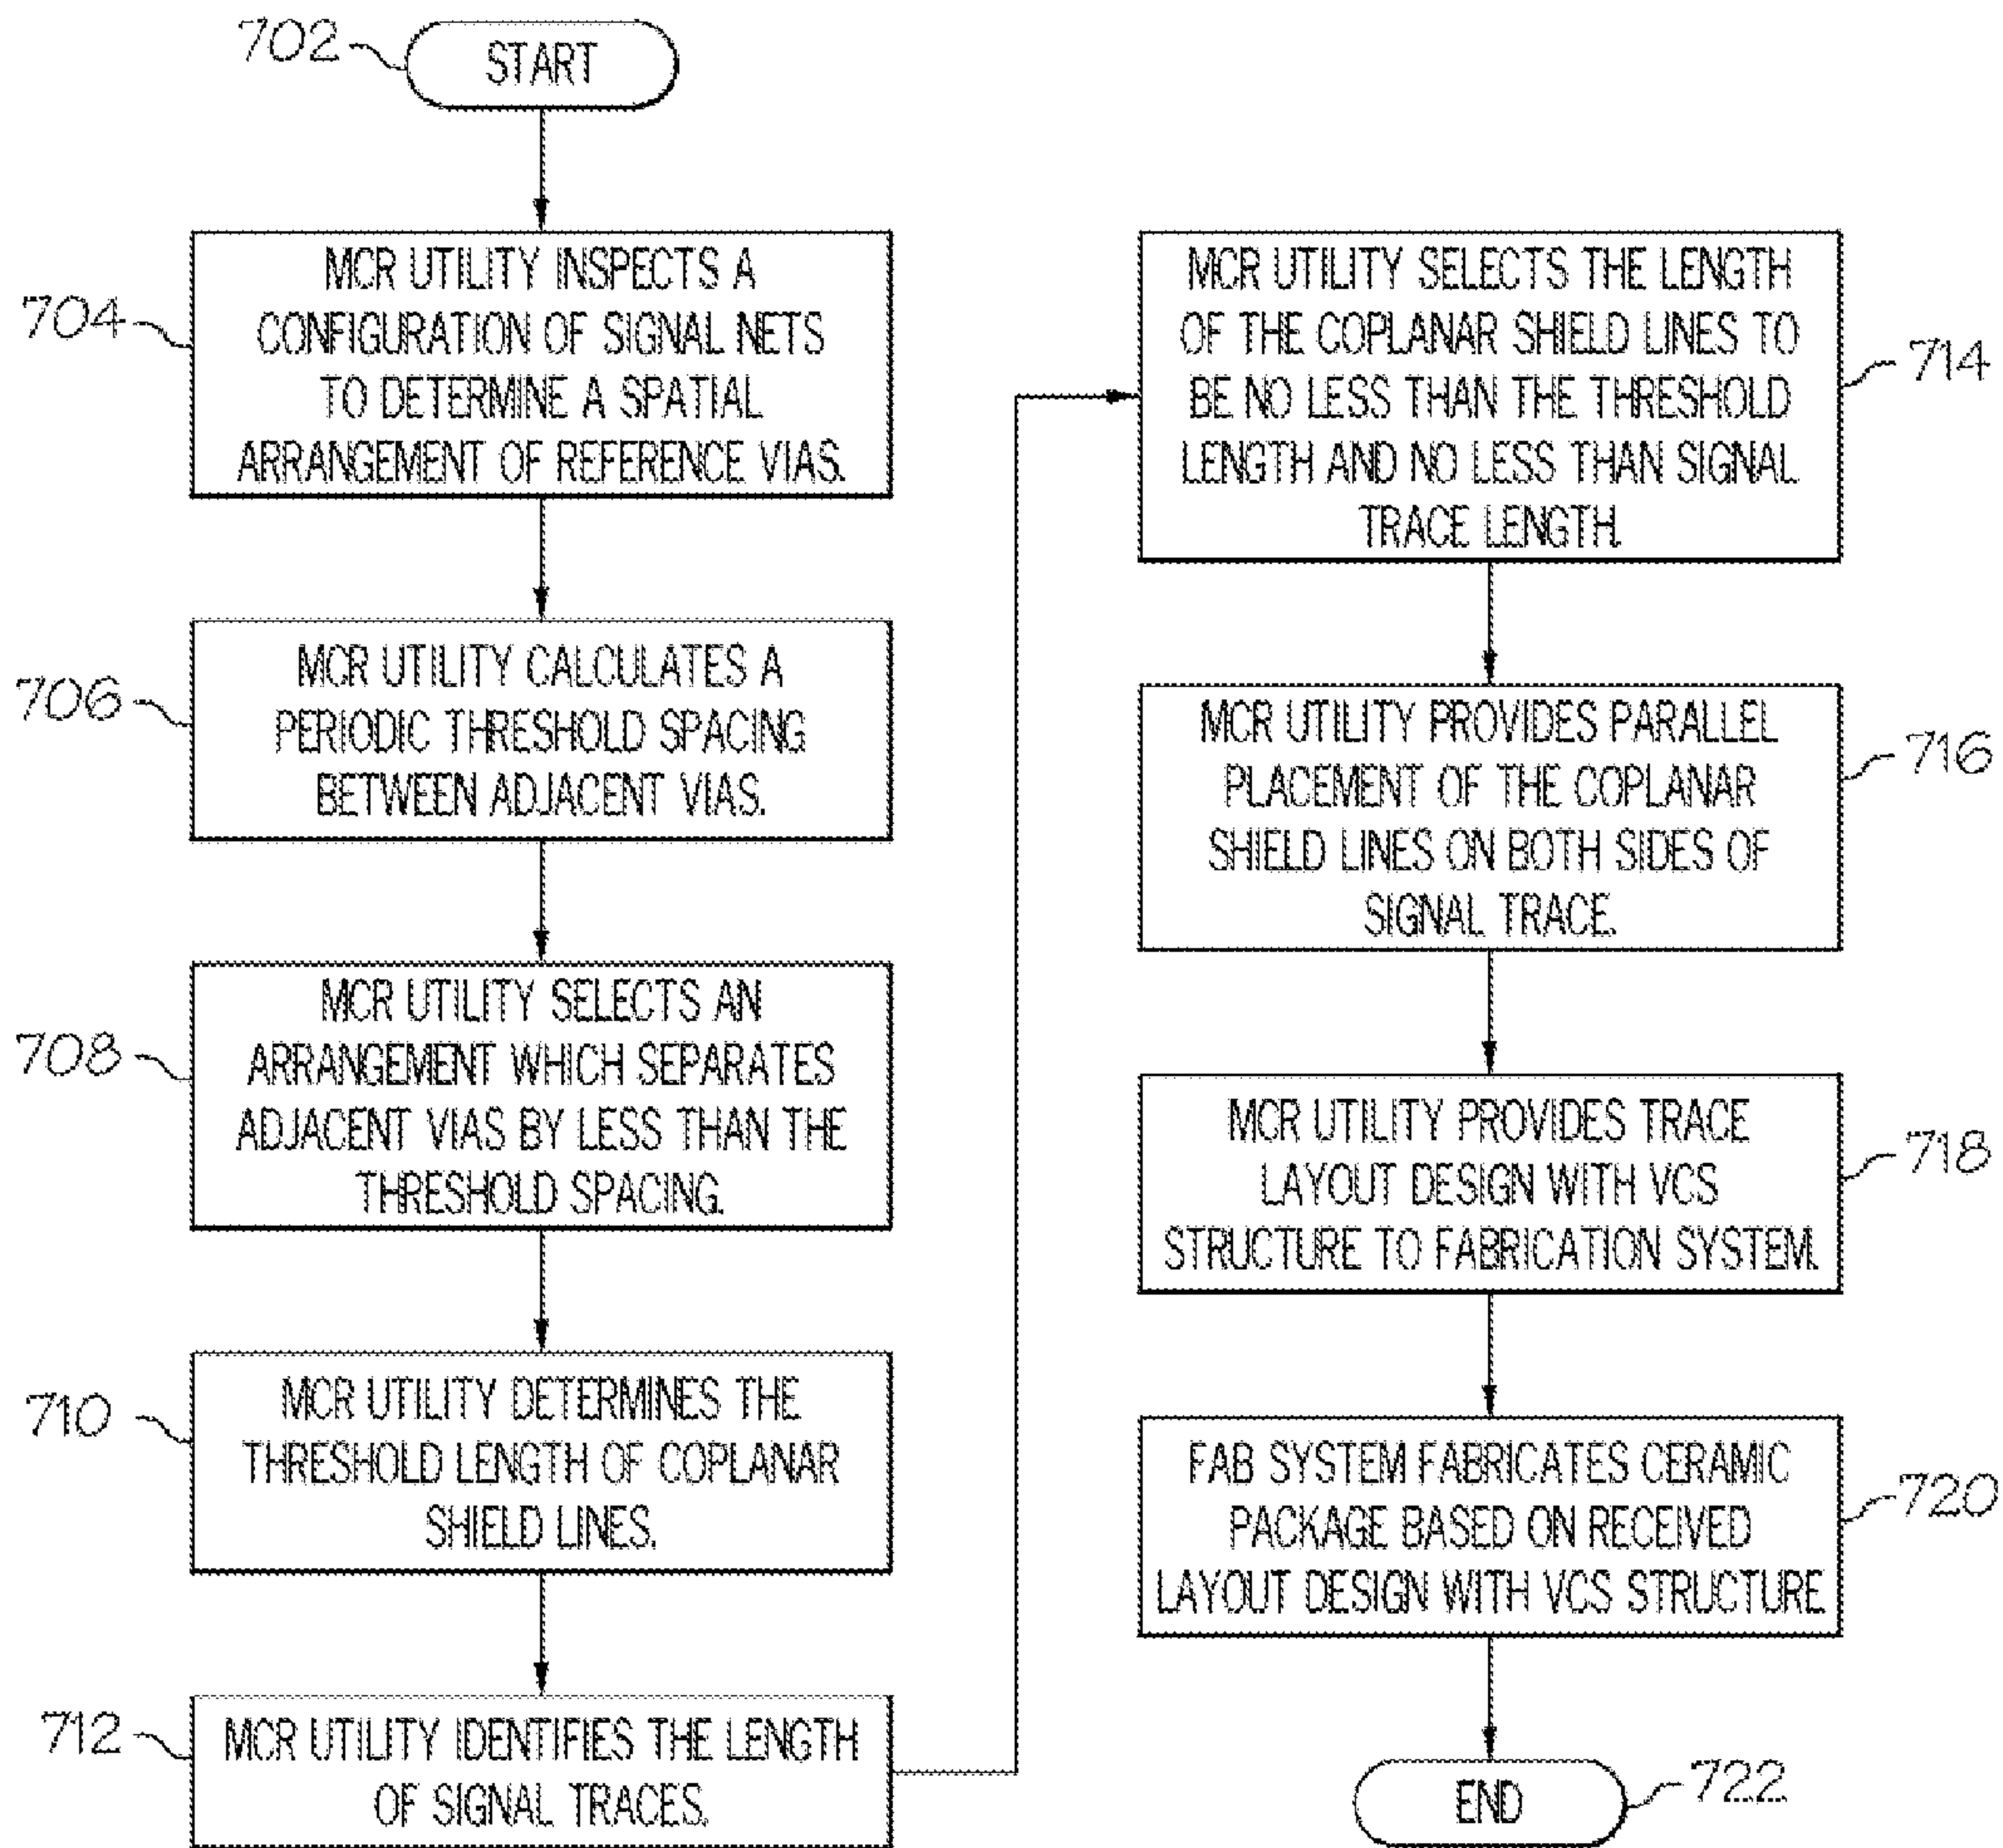 702
START
704
MCR UTILITY INSPECTS A
CONFIGURATION OF SIGNAL NETS
TO DETERMINE A SPATIAL
ARRANGEMENT OF REFERENCE VIAS.
706
MCR UTILITY CALCULATES A
PERIODIC THRESHOLD SPACING
BETWEEN ADJACENT VIAS.
708
MCR UTILITY SELECTS AN
ARRANGEMENT WHICH SEPARATES
ADJACENT VIAS BY LESS THAN THE
THRESHOLD SPACING.
710
MCR UTILITY DETERMINES THE
THRESHOLD LENGTH OF COPLANAR
SHIELD LINES.
712
MCR UTILITY IDENTIFIES THE LENGTH
OF SIGNAL TRACES.
MCR UTILITY SELECTS THE LENGTH
OF THE COPLANAR SHIELD LINES TO
BE NO LESS THAN THE THRESHOLD
LENGTH AND NO LESS THAN SIGNAL
TRACE LENGTH.
714
MCR UTILITY PROVIDES PARALLEL
PLACEMENT OF THE COPLANAR
SHIELD LINES ON BOTH SIDES OF
SIGNAL TRACE.
716
MCR UTILITY PROVIDES TRACE
LAYOUT DESIGN WITH VCS
STRUCTURE TO FABRICATION SYSTEM.
718
FAB SYSTEM FABRICATES CERAMIC
PACKAGE BASED ON RECEIVED
LAYOUT DESIGN WITH VCS STRUCTURE
720
END
722